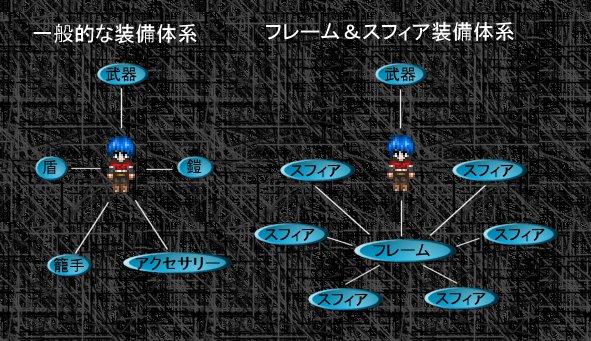 一般的な装備体系
フレーム＆スフィア装備体系
武器
武器
盾
鎧
スフィア
スフィア
スフィア
スフィア
フレーム
籠手
アクセサリー
スフィア
スフィア